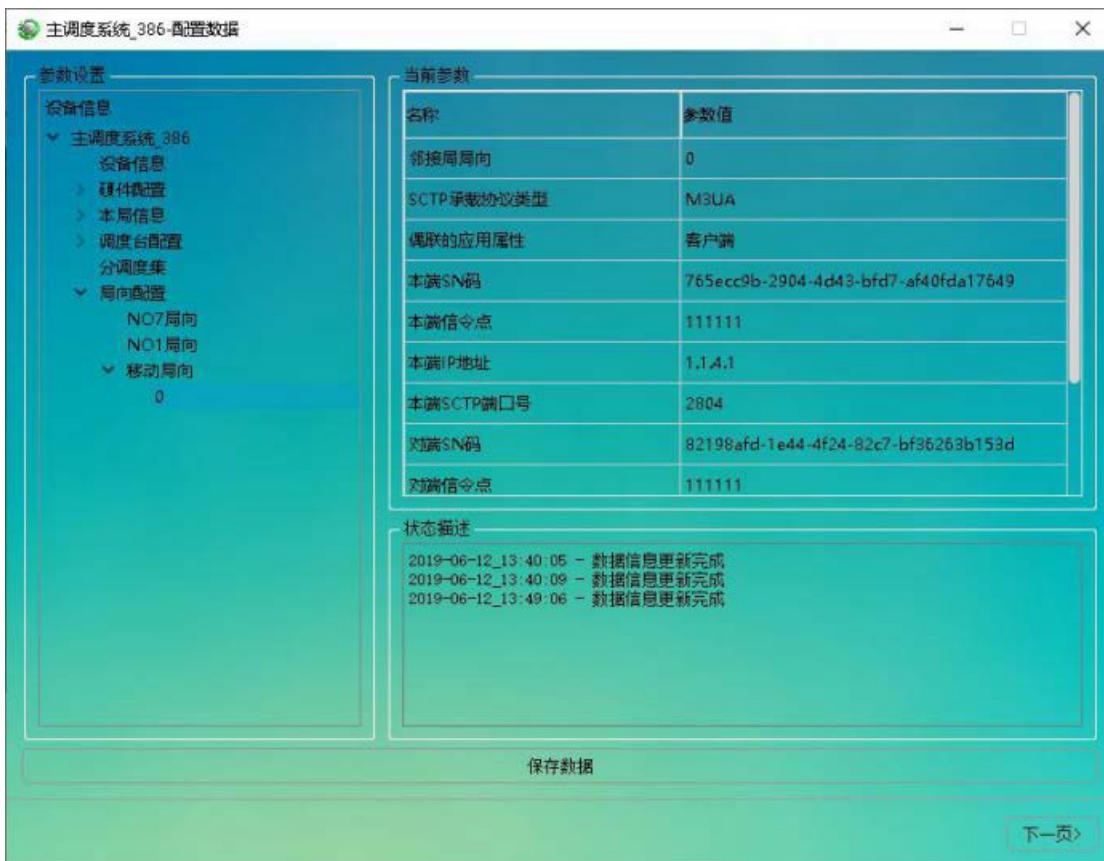 主调度系统_386-配置数据
参数设置
设备信息
主调度系统_386
设备信息
硬件配置
本局信息
调度台配置
分调度集
局向配置
NO7局向
NO1局向
移动局向
0
当前参数
名称 参数值
邻接局局向 0
SCTP承载协议类型 M3UA
偶联的应用属性 客户端
本端SN码 765ecc9b-2904-4d43-bfd7-af40fda17649
本端信令点 111111
本端IP地址 1.1.4.1
本端SCTP端口号 2804
对端SN码 82198afd-1e44-4f24-82c7-bf36263b153d
对端信令点 111111
状态描述
2019-06-12_13:40:05 - 数据信息更新完成
2019-06-12_13:40:09 - 数据信息更新完成
2019-06-12_13:49:06 - 数据信息更新完成
保存数据
下一页>